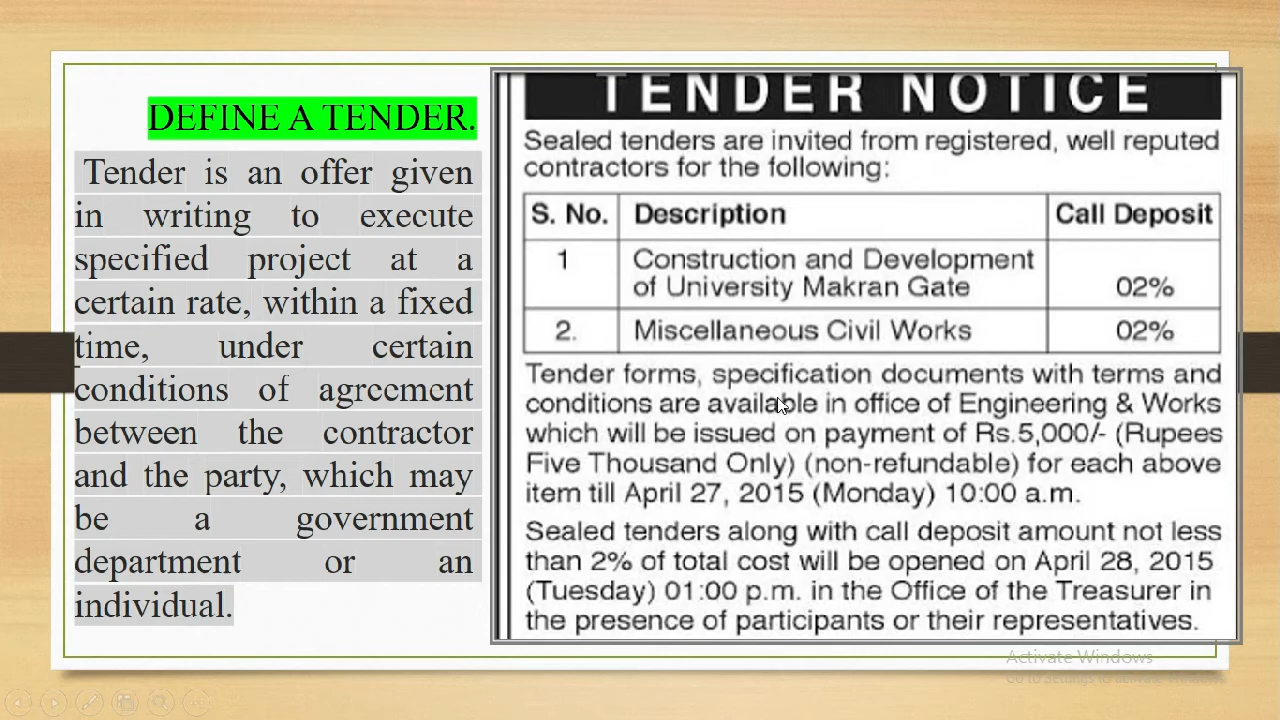 DEFINE A TENDER.
Tender is an offer given
in writing to execute
specified project at a
certain rate, within a fixed
time, under certain
conditions of agreement
between the contractor
and the party, which may
be a government
department or an
individual.
TENDER NOTICE
Sealed tenders are invited from registered, well reputed
contractors for the following:
S. No. Description Call Deposit
1 Construction and Development
of University Makran Gate 02%
2. Miscellaneous Civil Works 02%
Tender forms, specification documents with terms and
conditions are available in office of Engineering & Works
which will be issued on payment of Rs.5,000/- (Rupees
Five Thousand Only) (non-refundable) for each above
item till April 27, 2015 (Monday) 10:00 a.m.
Sealed tenders along with call deposit amount not less
than 2% of total cost will be opened on April 28, 2015
(Tuesday) 01:00 p.m. in the Office of the Treasurer in
the presence of participants or their representatives.
Activate Windows
Go to Settings to activate Windows.